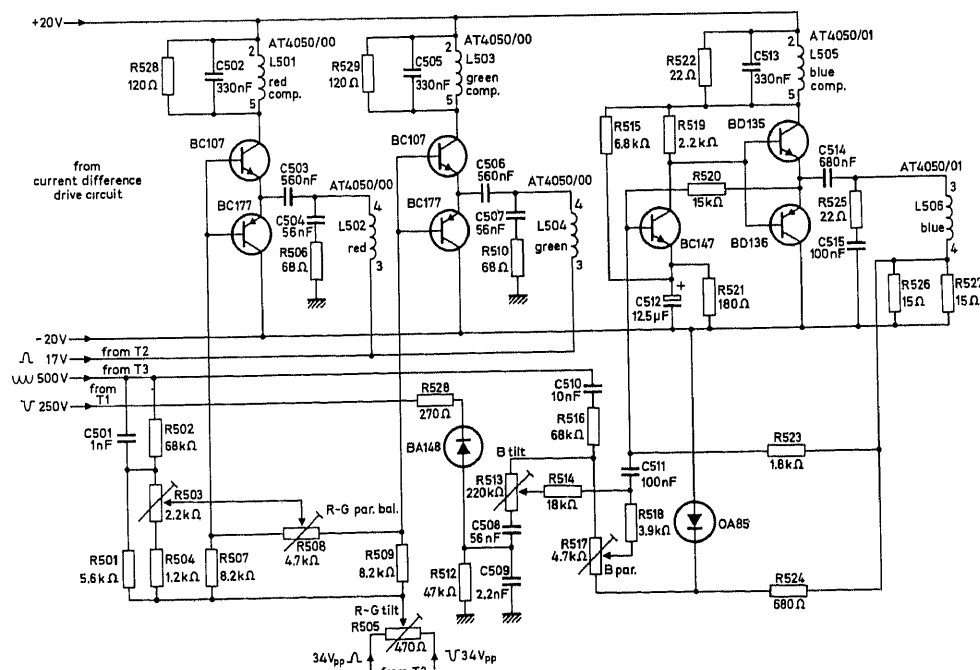 +20V
AT4050/00
R528
120Ω
C502
330nF
2
L501
red
comp.
5
AT4050/00
R529
120Ω
C505
330nF
2
L503
green
comp.
5
AT4050/01
R522
22Ω
C513
330nF
2
L505
blue
comp.
5
from
current difference
drive circuit
BC107
BC177
C503
560nF
AT4050/00
C504
56nF
R506
68Ω
4
L502
red
3
BC107
BC177
C506
560nF
AT4050/00
C507
56nF
R510
68Ω
4
L504
green
3
R515
6.8kΩ
R519
2.2kΩ
BD135
C514
680nF
AT4050/01
R520
15kΩ
R525
22Ω
3
L506
blue
4
BC147
BD136
C515
100nF
+
C512
12.5µF
R521
180Ω
R526
15Ω
R527
15Ω
-20V
17V
from T2
500V
from T3
250V
from
T1
C501
1nF
R502
68kΩ
R528
270Ω
BA148
C510
10nF
R516
68kΩ
B tilt
R513
220kΩ
R514
18kΩ
C511
100nF
R523
1.8kΩ
R503
2.2kΩ
R-G par. bal.
R508
4.7kΩ
C508
56nF
R518
3.9kΩ
OA85
R517
4.7kΩ
B par.
R501
5.6kΩ
R504
1.2kΩ
R507
8.2kΩ
R509
8.2kΩ
R512
47kΩ
C509
2.2nF
R524
680Ω
R-G tilt
R505
470Ω
34Vpp
34Vpp